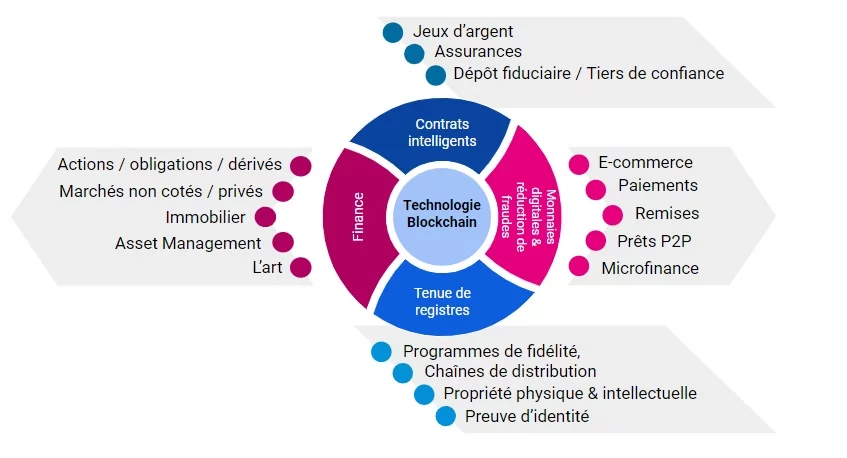 Jeux d’argent
Assurances
Dépôt fiduciaire / Tiers de confiance
Contrats
intelligents
Actions / obligations / dérivés
Marchés non cotés / privés
Immobilier
Asset Management
L’art
Finance
Technologie
Blockchain
Monnaies
digitales &
réduction de
fraudes
E-commerce
Paiements
Remises
Prêts P2P
Microfinance
Tenue de
registres
Programmes de fidélité,
Chaînes de distribution
Propriété physique & intellectuelle
Preuve d’identité